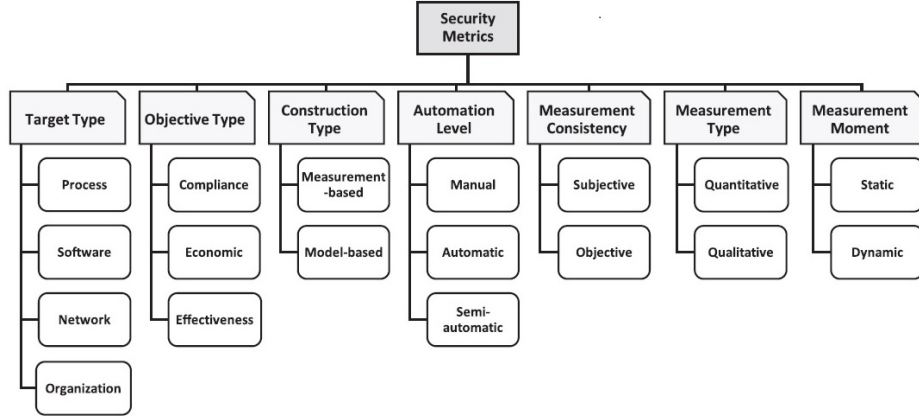 Security
Metrics
Target Type
Objective Type
Construction
Type
Automation
Level
Measurement
Consistency
Measurement
Type
Measurement
Moment
Process
Compliance
Measurement
-based
Manual
Subjective
Quantitative
Static
Software
Economic
Model-based
Automatic
Objective
Qualitative
Dynamic
Network
Effectiveness
Semi-
automatic
Organization